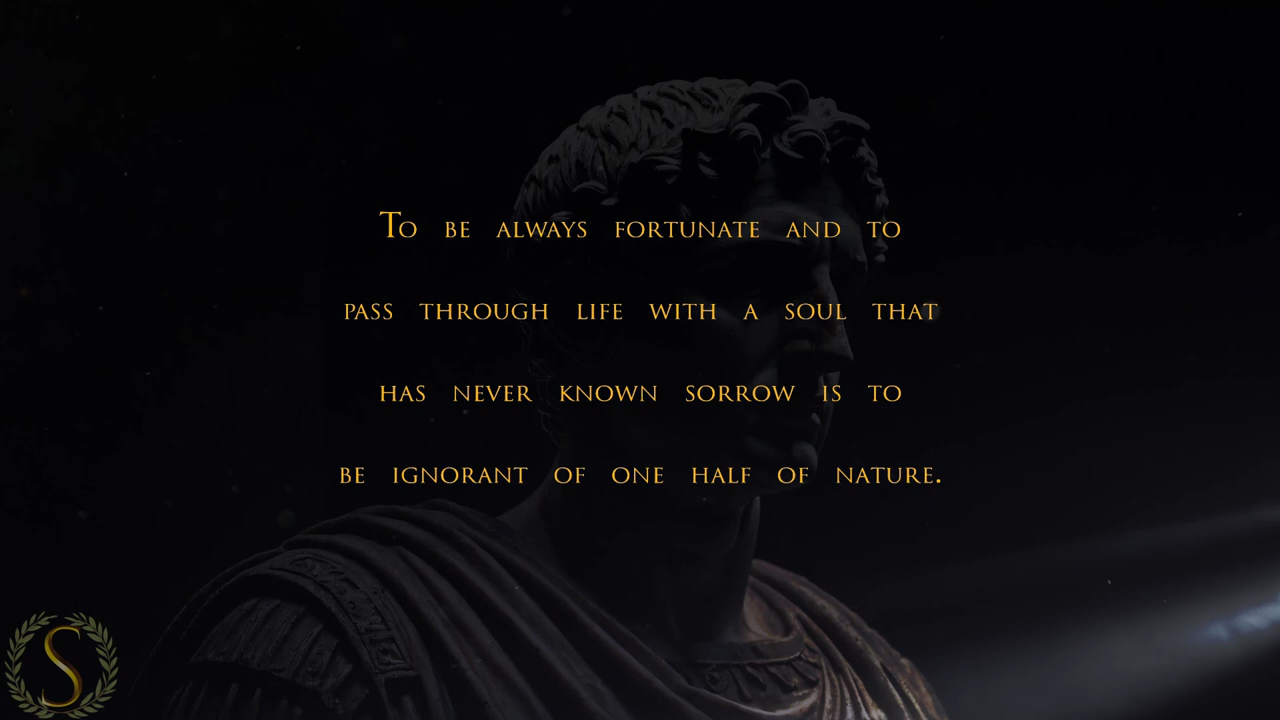 To be always fortunate and to
pass through life with a soul that
has never known sorrow is to
be ignorant of one half of nature.
S